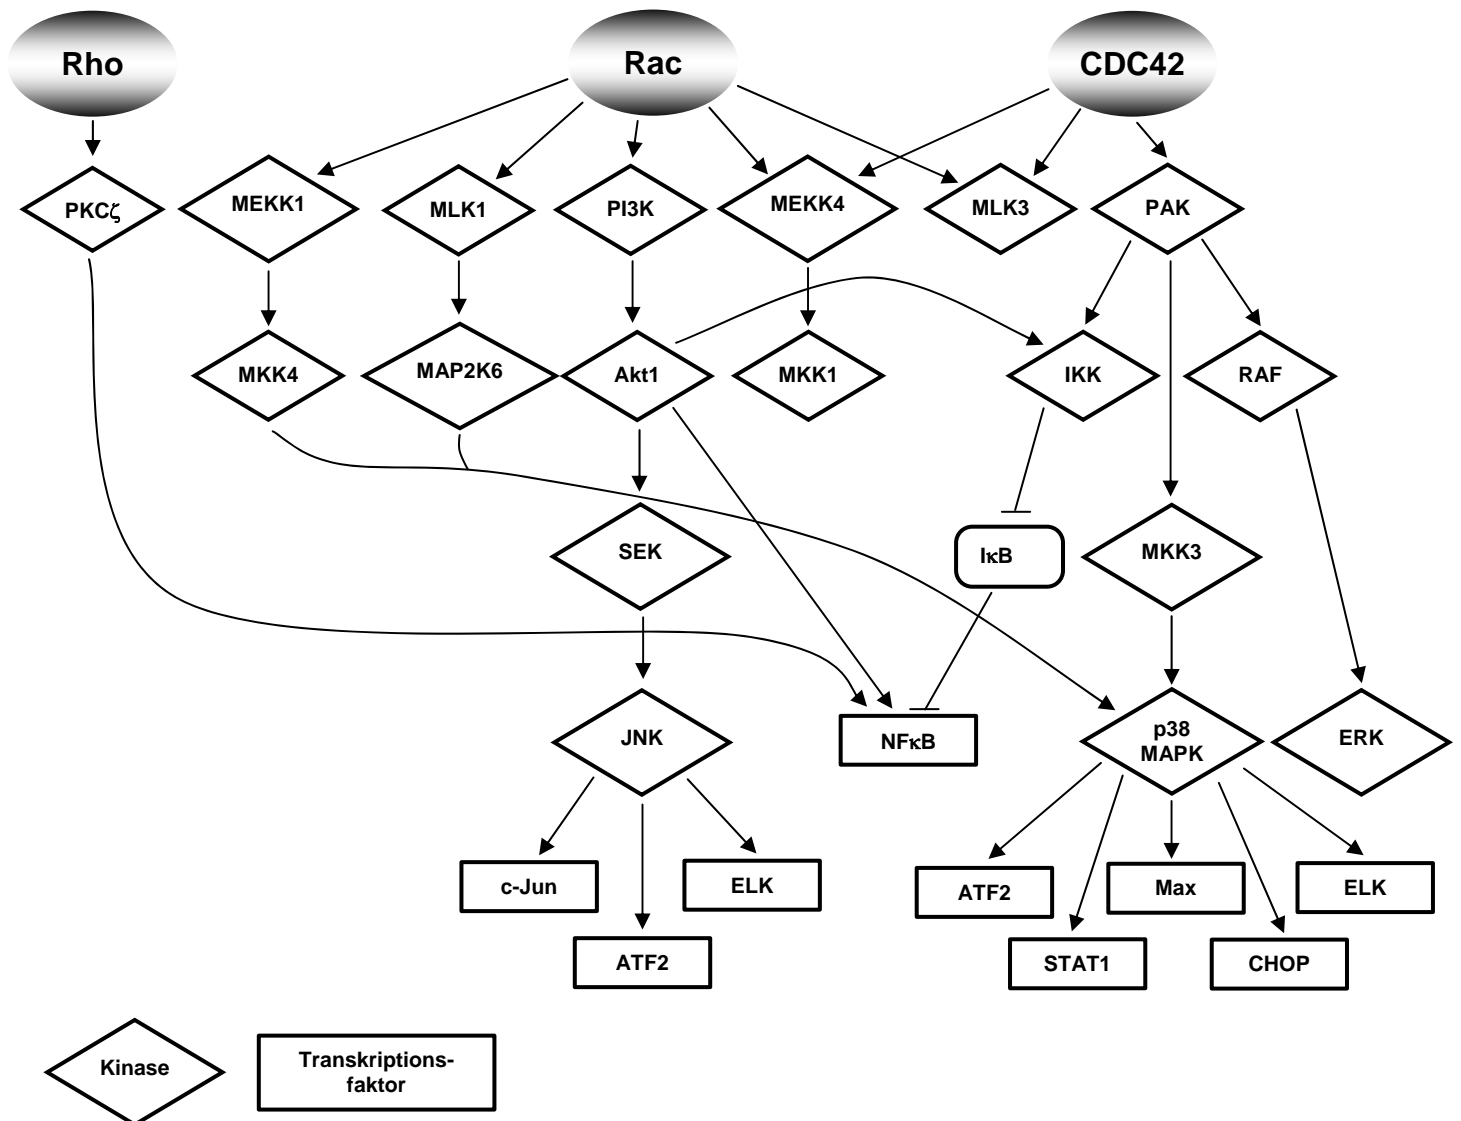 Rho
Rac
CDC42
PKCζ
MEKK1
MLK1
PI3K
MEKK4
MLK3
PAK
MKK4
MAP2K6
Akt1
MKK1
IKK
RAF
SEK
IκB
MKK3
JNK
NFκB
p38
MAPK
ERK
c-Jun
ELK
ATF2
Max
ELK
ATF2
STAT1
CHOP
Kinase
Transkriptions-
faktor